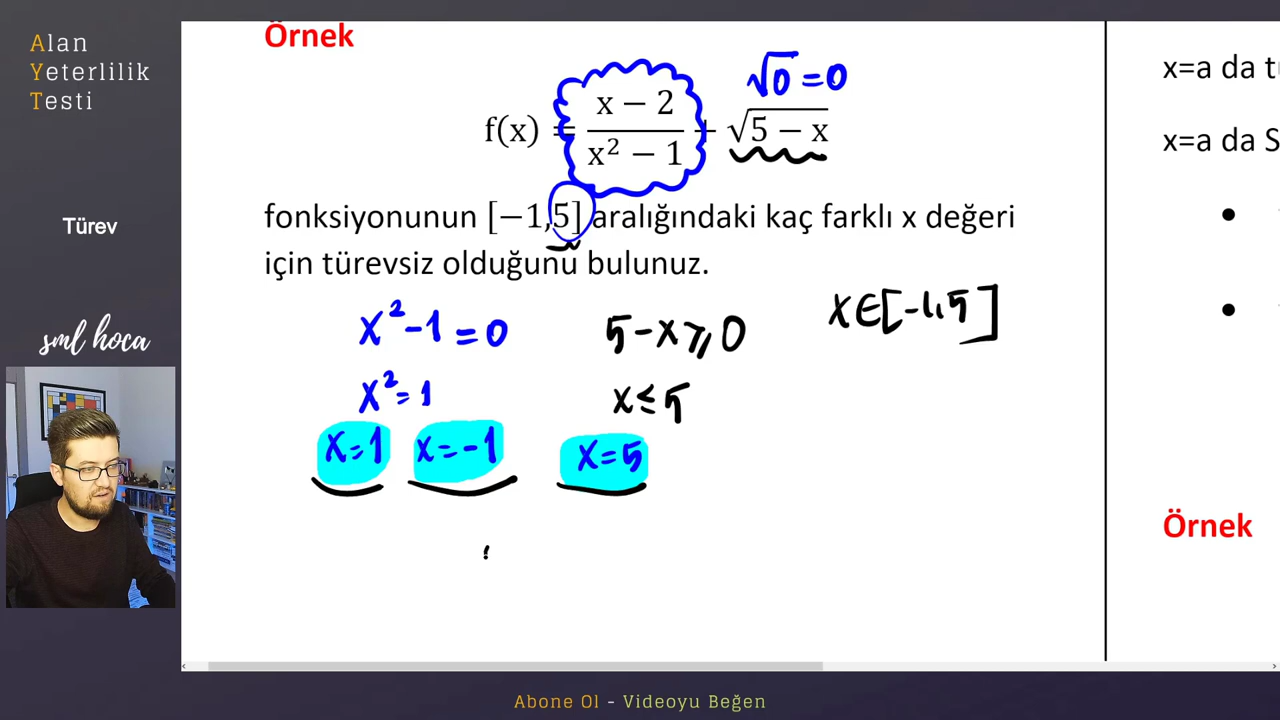 Alan
Yeterlilik
Testi
Türev
sml hoca
Örnek
√0 = 0
f(x) = x − 2 / x² − 1 + √5 − x
fonksiyonunun [−1,5] aralığındaki kaç farklı x değeri
için türevsiz olduğunu bulunuz.
x² - 1 = 0
5 - x ⩾ 0
x ∈ [-1,5]
x² = 1
x ≤ 5
x = 1
x = -1
x = 5
x=a da t
x=a da S
Örnek
Abone Ol - Videoyu Beğen